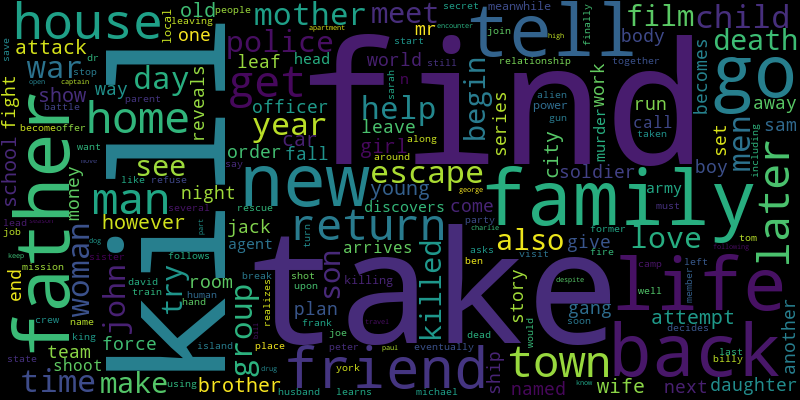 house
old
people
leaving
local
mother
meet
secret
meanwhile
encounter
apartment
tell
film
child
save
attack
dr
stop
captain
open
one
police
mr
join
high
finally
body
death
war
way
day
reveals
leaf
head
world
start
still
relationship
together
go
show
battle
get
n
sarah
begin
becomes
fight
parent
home
officer
help
series
alien
power
gun
work
run
away
becomeoffer
year
leave
find
murder
call
taken
set
men
sam
school
want
move
order
car
fall
girl
along
city
boy
including
later
father
money
see
say
around
escape
soldier
army
must
kill
man
like
refuse
night
rescue
george
new
young
family
tom
woman
however
several
discovers
come
party
charlie
former
fire
following
lead
job
keep
john
sister
dog
part
jack
return
turn
also
give
love
end
mission
try
follows
agent
arrives
son
asks
visit
david
train
room
break
shot
upon
killing
ben
despite
story
gang
camp
left
life
member
crew
human
hand
group
realizes
plan
killed
take
well
attempt
another
team
king
name
force
island
frank
joe
dead
would
soon
decides
last
billy
back
state
shoot
place
peter
paul
travel
eventually
town
time
make
using
brother
drug
york
friend
ship
named
wife
next
daughter
husband
learns
michael
know